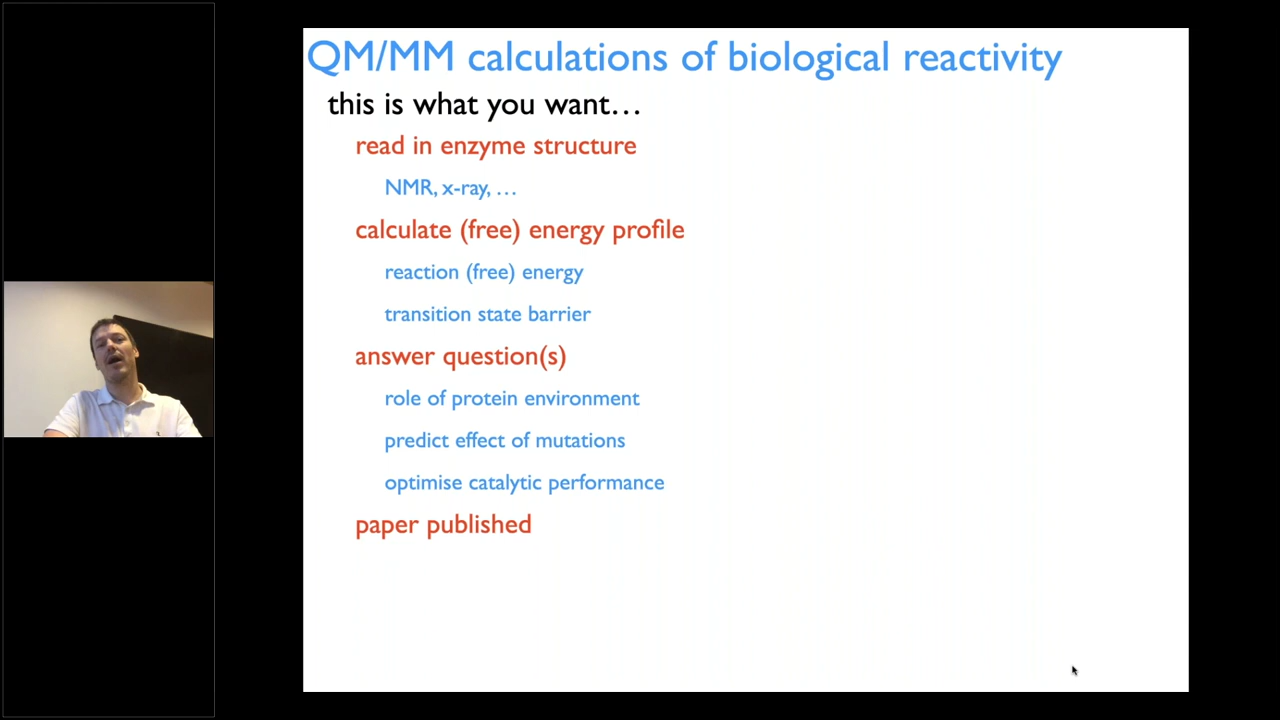 QM/MM calculations of biological reactivity
this is what you want…
read in enzyme structure
NMR, x-ray, …
calculate (free) energy profile
reaction (free) energy
transition state barrier
answer question(s)
role of protein environment
predict effect of mutations
optimise catalytic performance
paper published